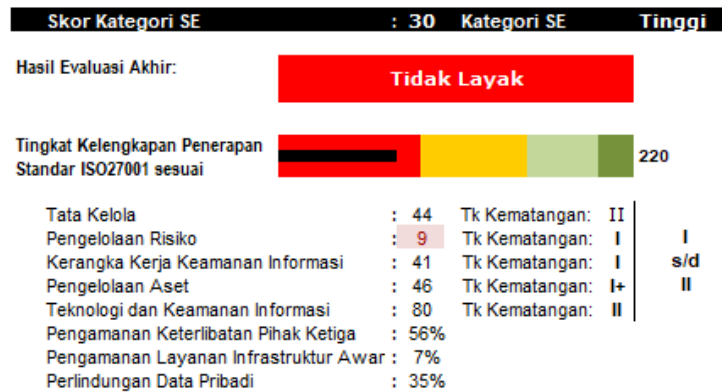 Skor Kategori SE : 30 Kategori SE Tinggi
Hasil Evaluasi Akhir: Tidak Layak
Tingkat Kelengkapan Penerapan
Standar ISO27001 sesuai
220
Tata Kelola : 44 Tk Kematangan: II
Pengelolaan Risiko : 9 Tk Kematangan: I I
Kerangka Kerja Keamanan Informasi : 41 Tk Kematangan: I s/d
Pengelolaan Aset : 46 Tk Kematangan: I+ II
Teknologi dan Keamanan Informasi : 80 Tk Kematangan: II
Pengamanan Keterlibatan Pihak Ketiga : 56%
Pengamanan Layanan Infrastruktur Awar : 7%
Perlindungan Data Pribadi : 35%